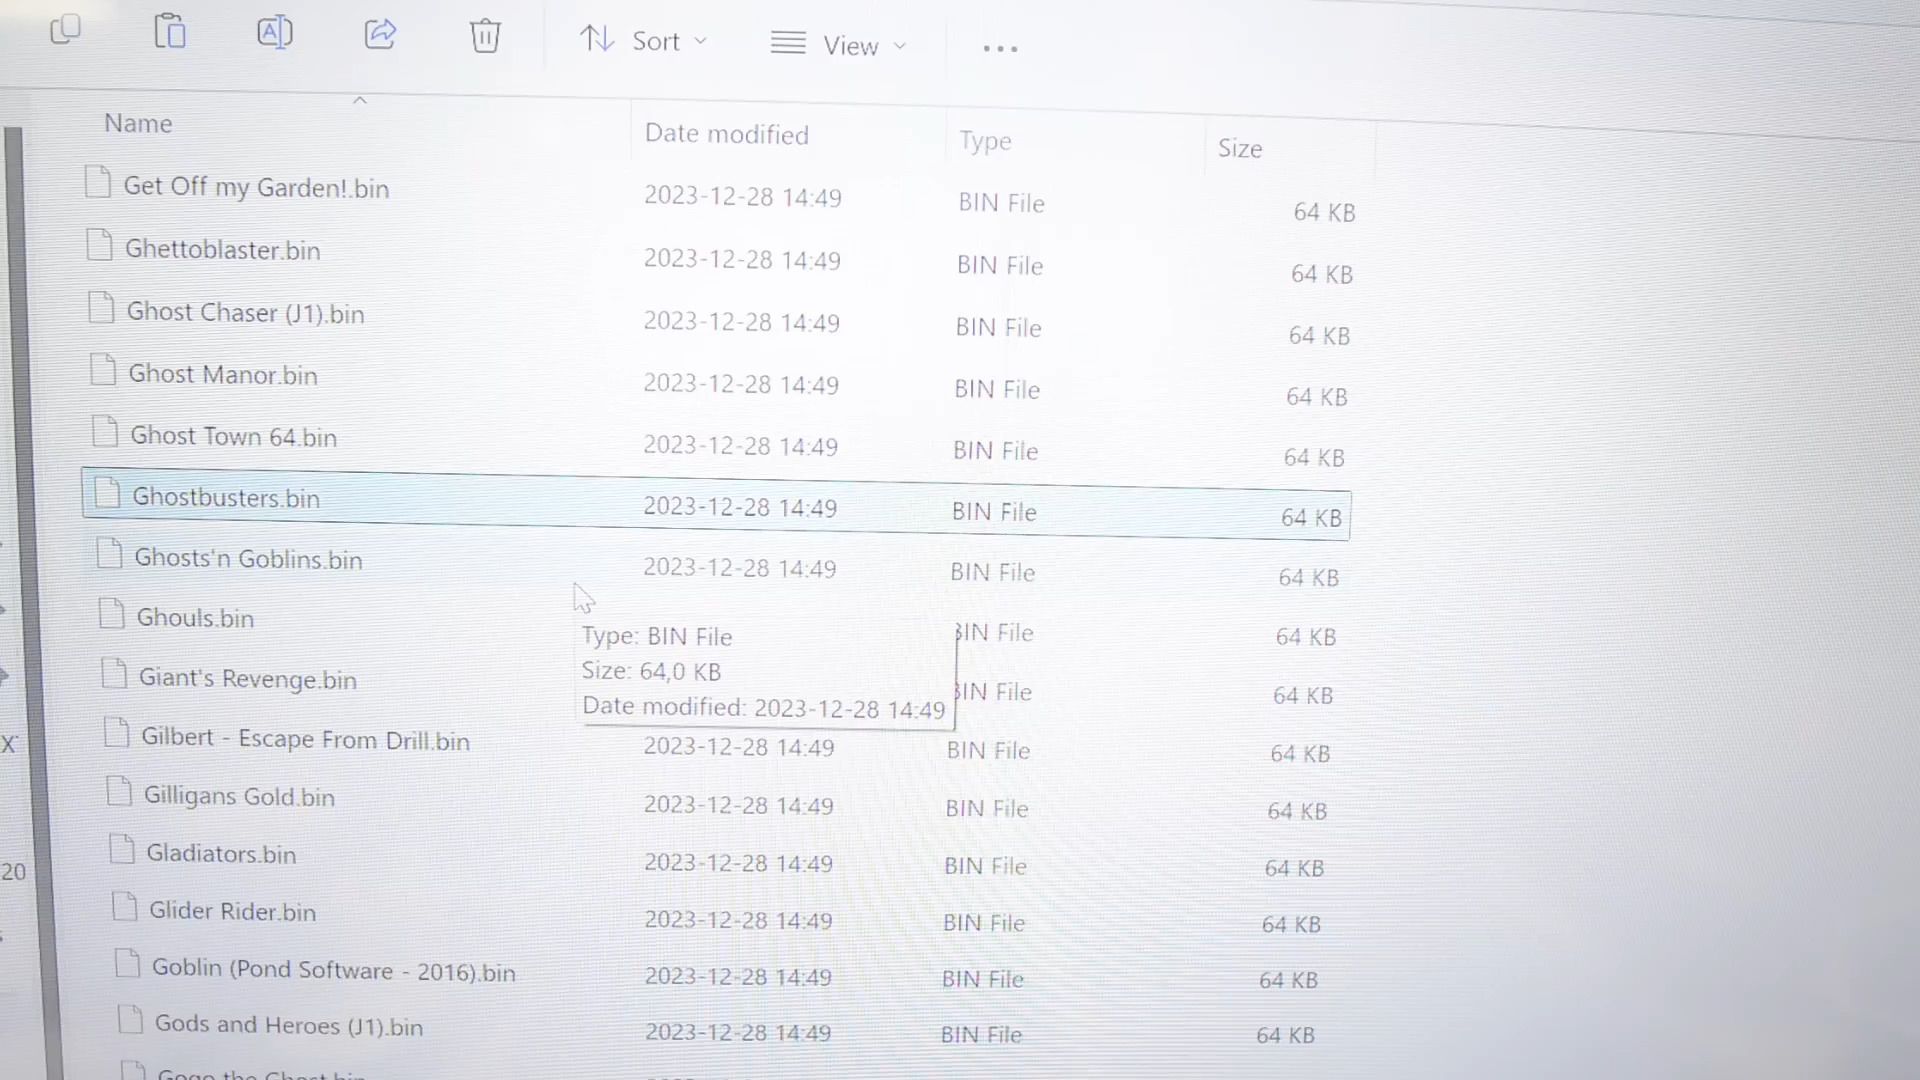 Sort View ...
Name Date modified Type Size
Get Off my Garden!.bin 2023-12-28 14:49 BIN File 64 KB
Ghettoblaster.bin 2023-12-28 14:49 BIN File 64 KB
Ghost Chaser (J1).bin 2023-12-28 14:49 BIN File 64 KB
Ghost Manor.bin 2023-12-28 14:49 BIN File 64 KB
Ghost Town 64.bin 2023-12-28 14:49 BIN File 64 KB
Ghostbusters.bin 2023-12-28 14:49 BIN File 64 KB
Ghosts'n Goblins.bin 2023-12-28 14:49 BIN File 64 KB
Ghouls.bin BIN File 64 KB
Type: BIN File
Size: 64,0 KB
Date modified: 2023-12-28 14:49
Giant's Revenge.bin BIN File 64 KB
Gilbert - Escape From Drill.bin 2023-12-28 14:49 BIN File 64 KB
X
Gilligans Gold.bin 2023-12-28 14:49 BIN File 64 KB
Gladiators.bin 2023-12-28 14:49 BIN File 64 KB
20
Glider Rider.bin 2023-12-28 14:49 BIN File 64 KB
Goblin (Pond Software - 2016).bin 2023-12-28 14:49 BIN File 64 KB
Gods and Heroes (J1).bin 2023-12-28 14:49 BIN File 64 KB
Gogo the Ghost.bin